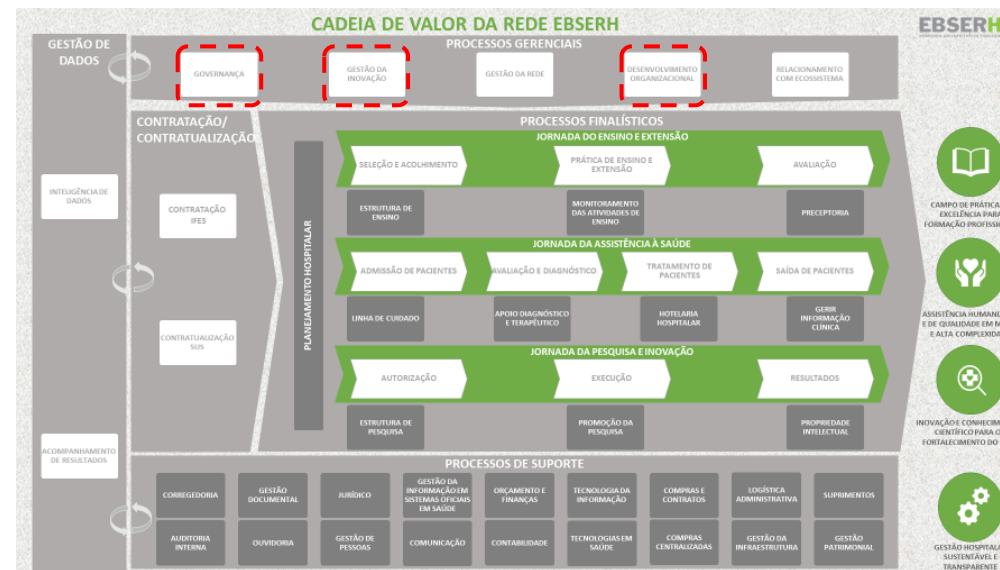 CADEIA DE VALOR DA REDE EBSERH
EBSERH
GESTÃO DE
DADOS
PROCESSOS GERENCIAIS
GOVERNANÇA
GESTÃO DA
INOVAÇÃO
GESTÃO DA REDE
DESENVOLVIMENTO
ORGANIZACIONAL
RELACIONAMENTO
COM ECOSSISTEMA
INTELIGÊNCIA DE
DADOS
ACOMPANHAMENTO
DE RESULTADOS
CONTRATAÇÃO/
CONTRATUALIZAÇÃO
CONTRATAÇÃO
IFES
CONTRATUALIZAÇÃO
SUS
PROCESSOS FINALÍSTICOS
PLANEJAMENTO HOSPITALAR
JORNADA DO ENSINO E EXTENSÃO
SELEÇÃO E ACOLHIMENTO
PRÁTICA DE ENSINO E
EXTENSÃO
AVALIAÇÃO
ESTRUTURA DE
ENSINO
MONITORAMENTO
DAS ATIVIDADES DE
ENSINO
PRECEPTORIA
JORNADA DA ASSISTÊNCIA À SAÚDE
ADMISSÃO DE PACIENTES
AVALIAÇÃO E DIAGNÓSTICO
TRATAMENTO DE
PACIENTES
SAÍDA DE PACIENTES
LINHA DE CUIDADO
APOIO DIAGNÓSTICO
E TERAPÊUTICO
HOTELARIA
HOSPITALAR
GERIR
INFORMAÇÃO
CLÍNICA
JORNADA DA PESQUISA E INOVAÇÃO
AUTORIZAÇÃO
EXECUÇÃO
RESULTADOS
ESTRUTURA DE
PESQUISA
PROMOÇÃO DA
PESQUISA
PROPRIEDADE
INTELECTUAL
PROCESSOS DE SUPORTE
CORREGEDORIA
GESTÃO
DOCUMENTAL
JURÍDICO
GESTÃO DA
INFORMAÇÃO EM
SISTEMAS OFICIAIS
EM SAÚDE
ORÇAMENTO E
FINANÇAS
TECNOLOGIA DA
INFORMAÇÃO
COMPRAS E
CONTRATOS
LOGÍSTICA
ADMINISTRATIVA
SUPRIMENTOS
AUDITORIA
INTERNA
OUVIDORIA
GESTÃO DE
PESSOAS
COMUNICAÇÃO
CONTABILIDADE
TECNOLOGIAS EM
SAÚDE
COMPRAS
CENTRALIZADAS
GESTÃO DA
INFRAESTRUTURA
GESTÃO
PATRIMONIAL
CAMPO DE PRÁTICA
EXCELÊNCIA PARA
FORMAÇÃO PROFISSI
ASSISTÊNCIA HUMAN
E DE QUALIDADE EM M
E ALTA COMPLEXIDA
INOVAÇÃO E CONHECIM
CIENTÍFICO PARA O
FORTALECIMENTO DO
GESTÃO HOSPITALA
SUSTENTÁVEL E
TRANSPARENTE